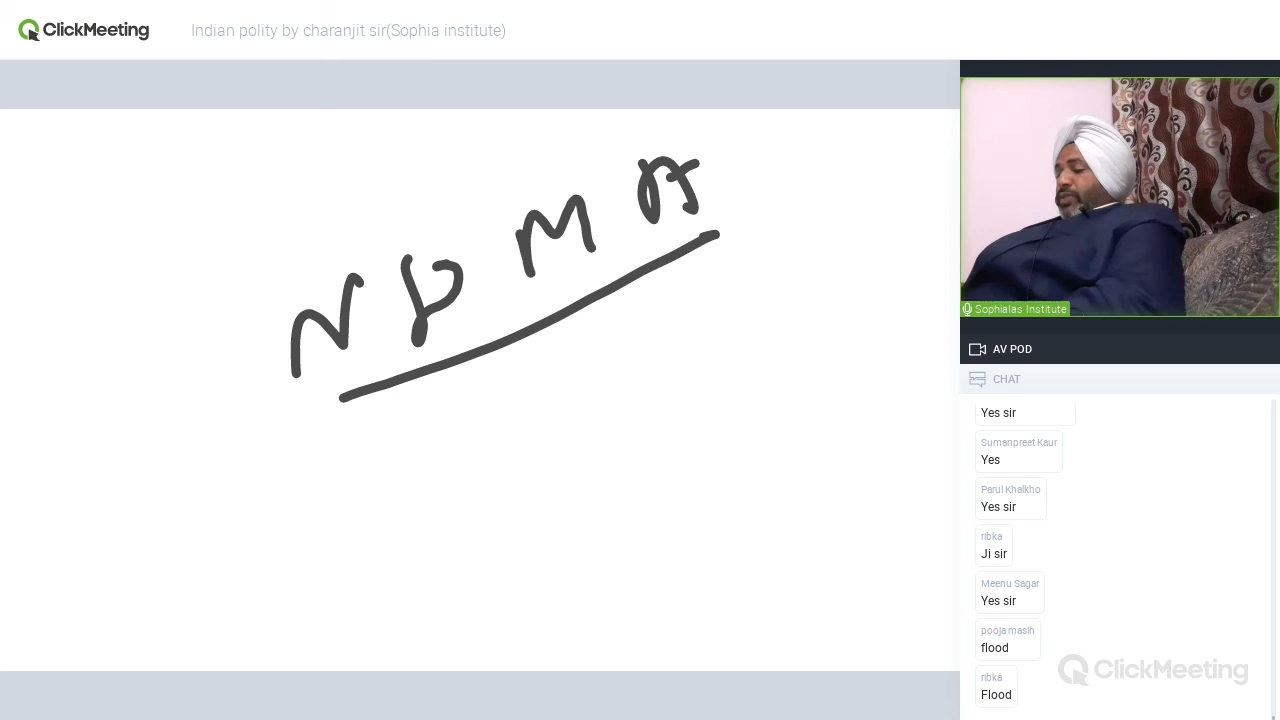 ClickMeeting
Indian polity by charanjit sir(Sophia institute)
N D M A
Sophialas Institute
AV POD
CHAT
Yes sir
Sumanpreet Kaur
Yes
Parul Khalkho
Yes sir
ribka
Ji sir
Meenu Sagar
Yes sir
pooja masih
flood
ribka
Flood
ClickMeeting